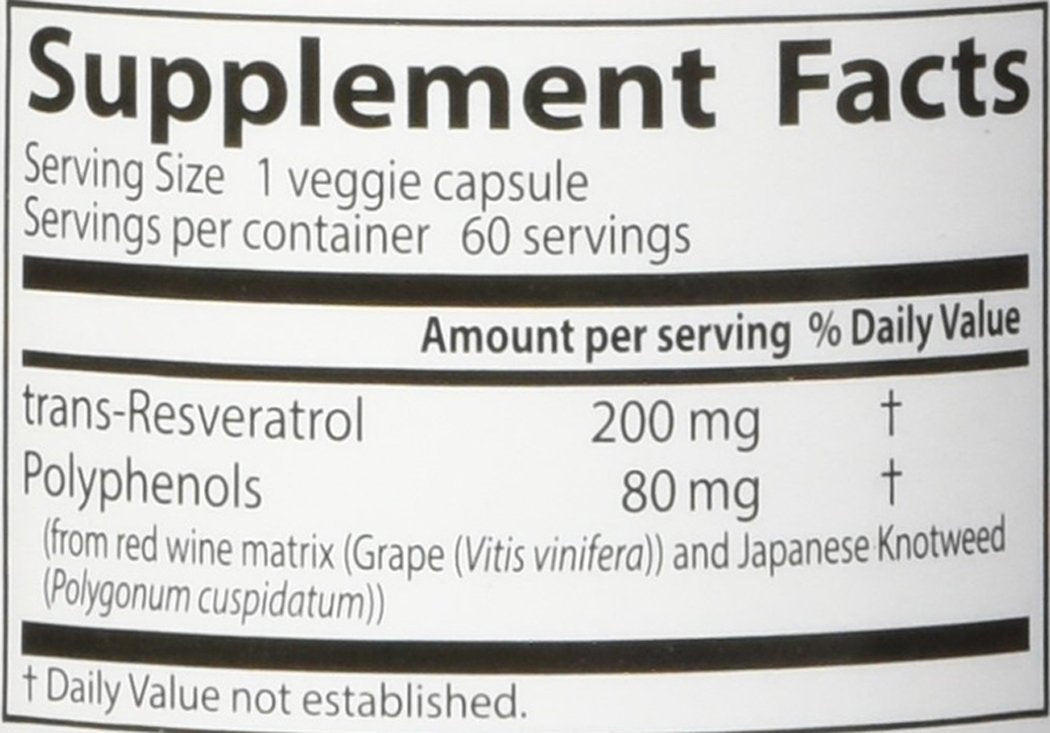 Supplement Facts
Serving Size 1 veggie capsule
Servings per container 60 servings
Amount per serving % Daily Value
trans-Resveratrol 200 mg †
Polyphenols 80 mg †
(from red wine matrix (Grape (Vitis vinifera)) and Japanese Knotweed
(Polygonum cuspidatum))
† Daily Value not established.